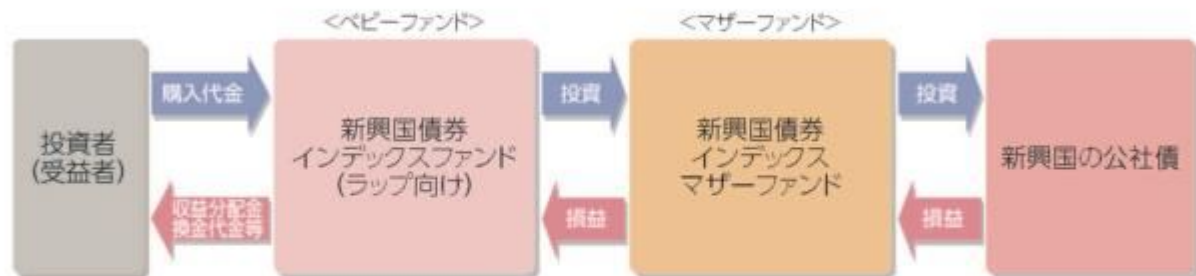 <ベビーファンド>
<マザーファンド>
投資者
(受益者)
購入代金
収益分配金
換金代金等
新興国債券
インデックスファンド
(ラップ向け)
投資
損益
新興国債券
インデックス
マザーファンド
投資
損益
新興国の公社債